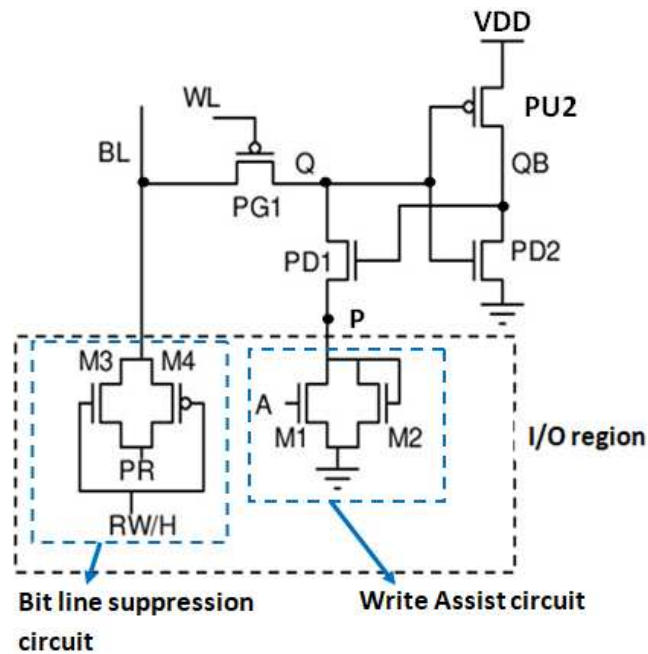 VDD
WL
PU2
BL
Q
QB
PG1
PD1
PD2
P
M3
M4
A
M1
M2
I/O region
PR
RW/H
Bit line suppression
circuit
Write Assist circuit